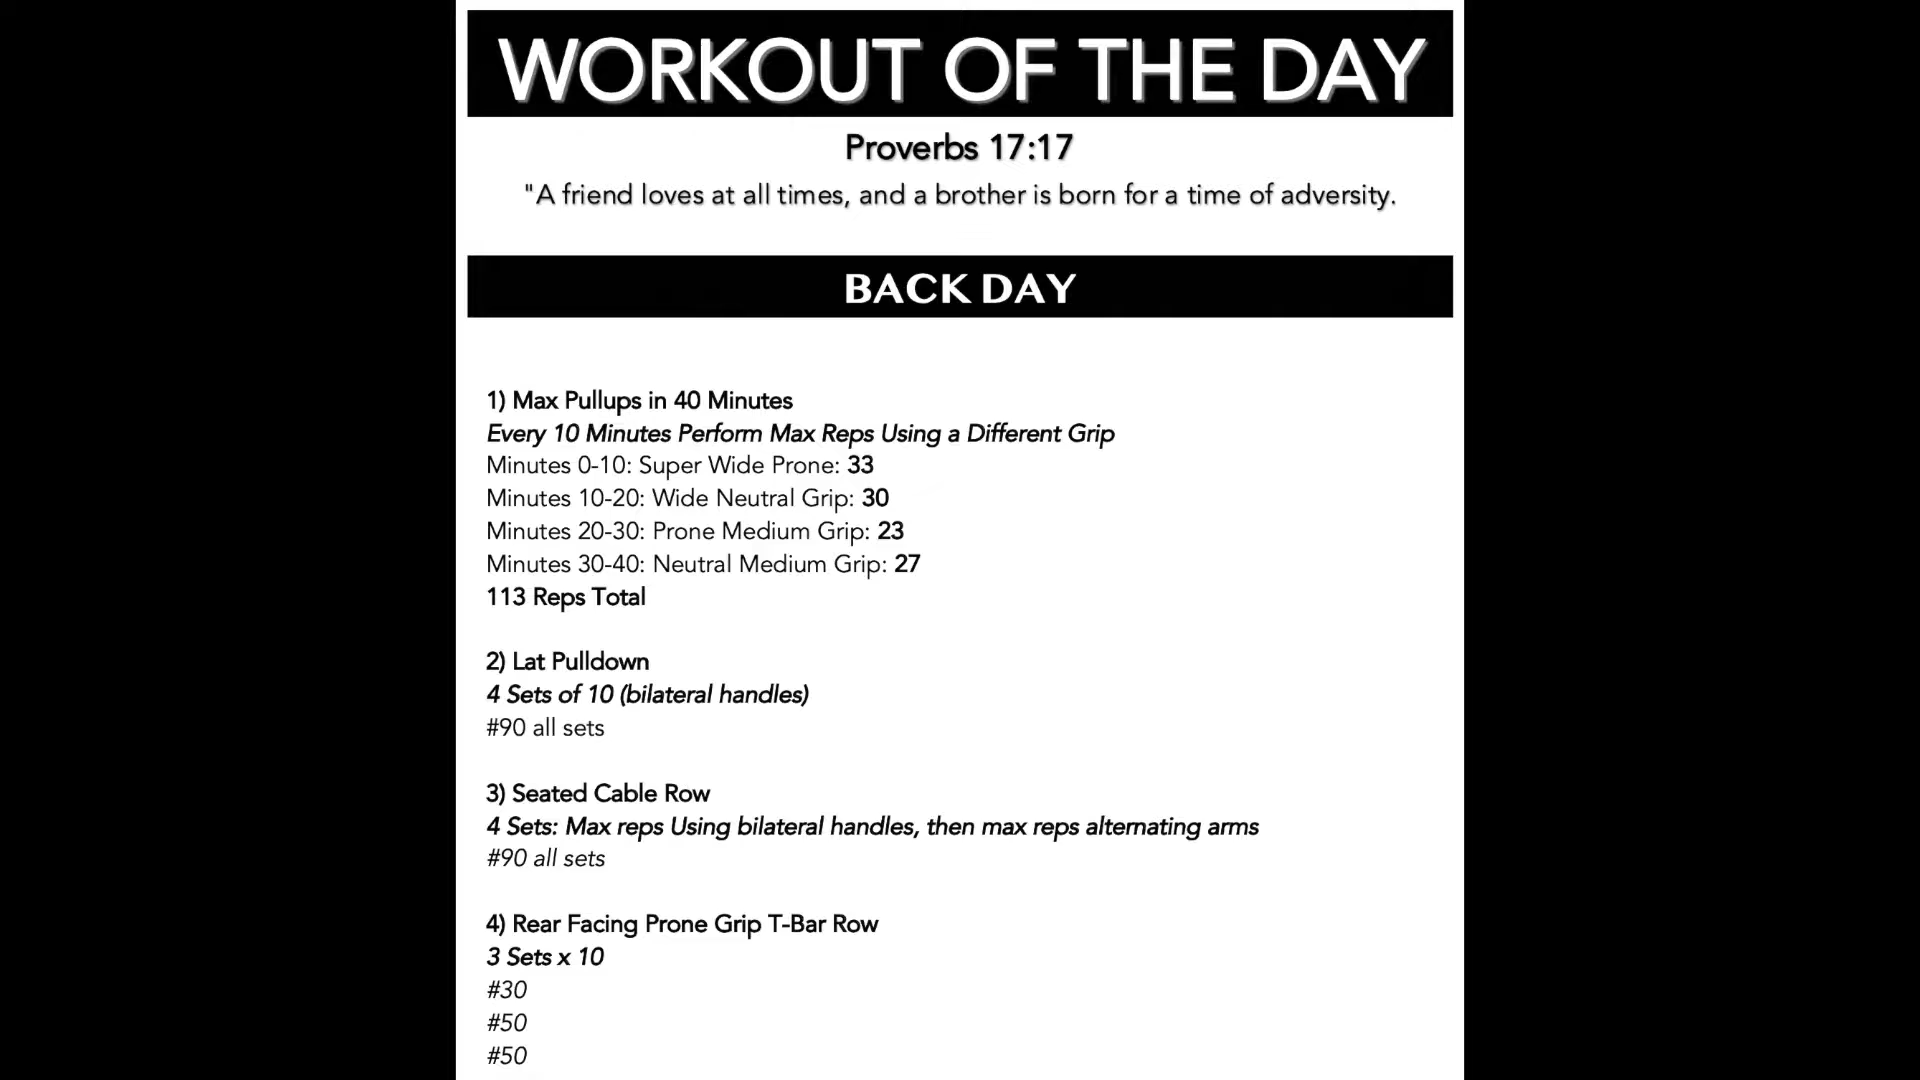 WORKOUT OF THE DAY
Proverbs 17:17
"A friend loves at all times, and a brother is born for a time of adversity.
BACK DAY
1) Max Pullups in 40 Minutes
Every 10 Minutes Perform Max Reps Using a Different Grip
Minutes 0-10: Super Wide Prone: 33
Minutes 10-20: Wide Neutral Grip: 30
Minutes 20-30: Prone Medium Grip: 23
Minutes 30-40: Neutral Medium Grip: 27
113 Reps Total
2) Lat Pulldown
4 Sets of 10 (bilateral handles)
#90 all sets
3) Seated Cable Row
4 Sets: Max reps Using bilateral handles, then max reps alternating arms
#90 all sets
4) Rear Facing Prone Grip T-Bar Row
3 Sets x 10
#30
#50
#50